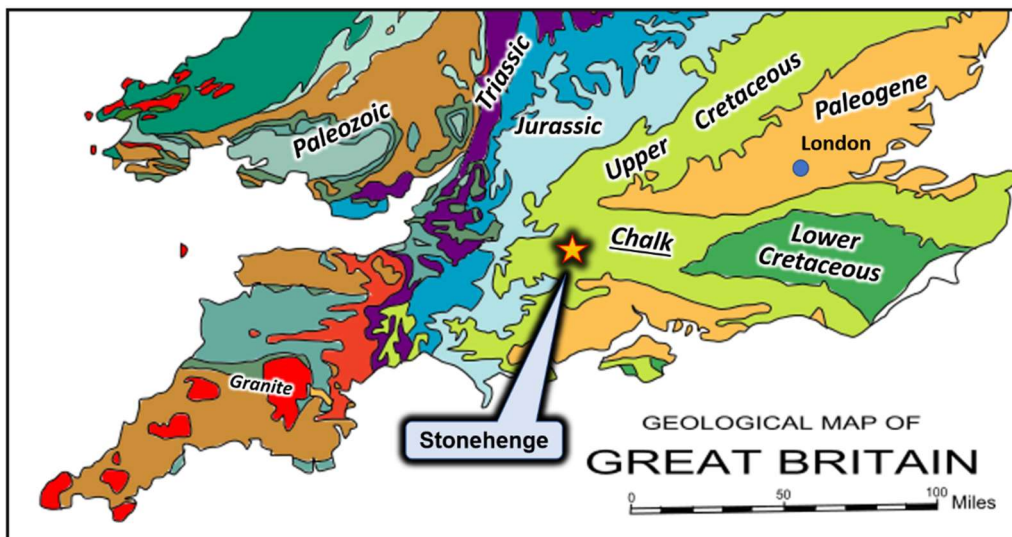 Paleozoic
Triassic
Jurassic
Upper Cretaceous
Paleogene
London
Chalk
Lower
Cretaceous
Granite
Stonehenge
GEOLOGICAL MAP OF
GREAT BRITAIN
0 50 100 Miles